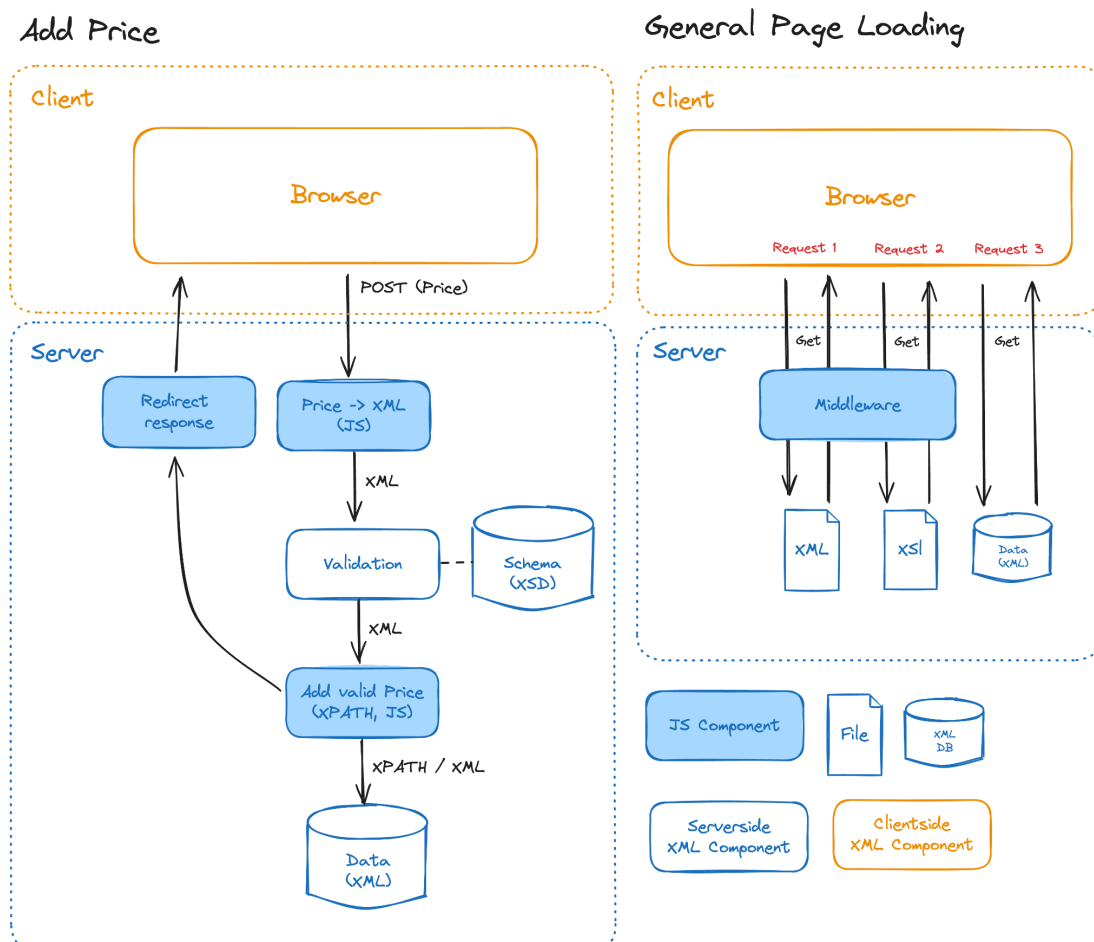 Add Price
Client
Browser
POST (Price)
Server
Redirect
response
Price -> XML
(JS)
XML
Validation
Schema
(XSD)
XML
Add valid Price
(XPATH, JS)
XPATH / XML
Data
(XML)
General Page Loading
Client
Browser
Request 1
Request 2
Request 3
Get
Get
Get
Server
Middleware
XML
XSl
Data
(XML)
JS Component
File
XML
DB
Serverside
XML Component
Clientside
XML Component